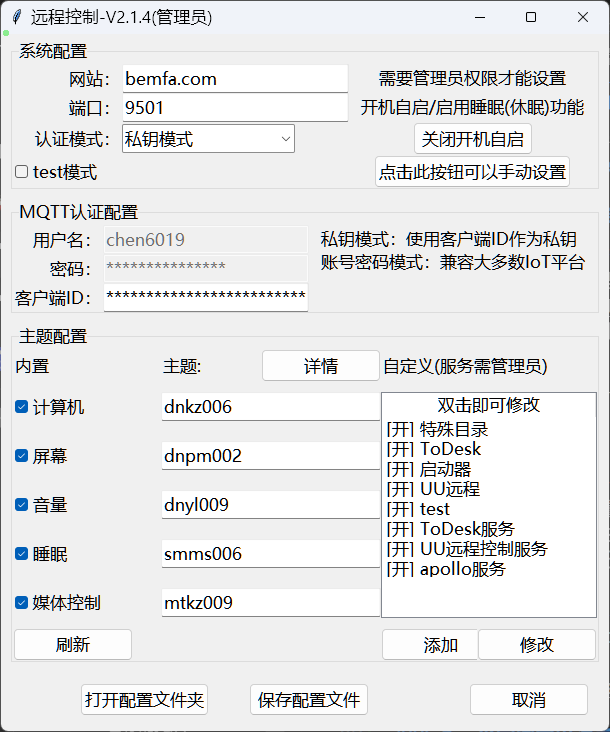 远程控制-V2.1.4(管理员)
系统配置
网站： bemfa.com 需要管理员权限才能设置
端口： 9501 开机自启/启用睡眠(休眠)功能
认证模式： 私钥模式 关闭开机自启
test模式 点击此按钮可以手动设置
MQTT认证配置
用户名： chen6019 私钥模式：使用客户端ID作为私钥
密码： *************** 账号密码模式：兼容大多数IoT平台
客户端ID： *************************
主题配置
内置 主题: 详情 自定义(服务需管理员)
计算机 dnkz006 双击即可修改
[开] 特殊目录
屏幕 dnpm002 [开] ToDesk
[开] 启动器
[开] UU远程
音量 dnyl009 [开] test
[开] ToDesk服务
睡眠 smms006 [开] UU远程控制服务
[开] apollo服务
媒体控制 mtkz009
刷新 添加 修改
打开配置文件夹 保存配置文件 取消